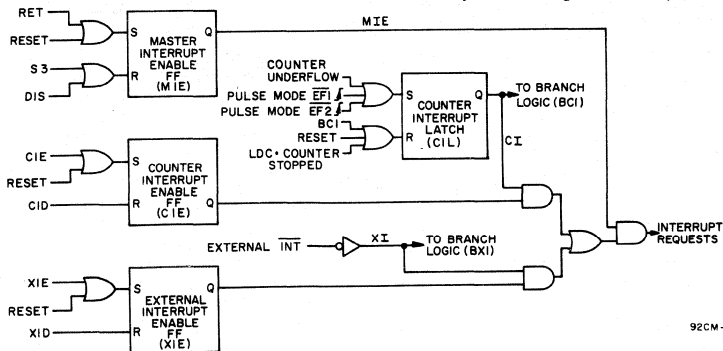 RET
RESET
S3
DIS
S
Q
R
MASTER
INTERRUPT
ENABLE
FF
(MIE)
MIE
COUNTER
UNDERFLOW
PULSE MODE EF1
PULSE MODE EF2
BCI
RESET
LDC • COUNTER
STOPPED
S
Q
R
COUNTER
INTERRUPT
LATCH
(CIL)
TO BRANCH
LOGIC (BCI)
CI
CIE
RESET
CID
S
R
Q
COUNTER
INTERRUPT
ENABLE
FF
(CIE)
EXTERNAL INT
XI
TO BRANCH
LOGIC (BXI)
INTERRUPT
REQUESTS
XIE
RESET
XID
S
Q
R
EXTERNAL
INTERRUPT
ENABLE
FF
(XIE)
92CM-